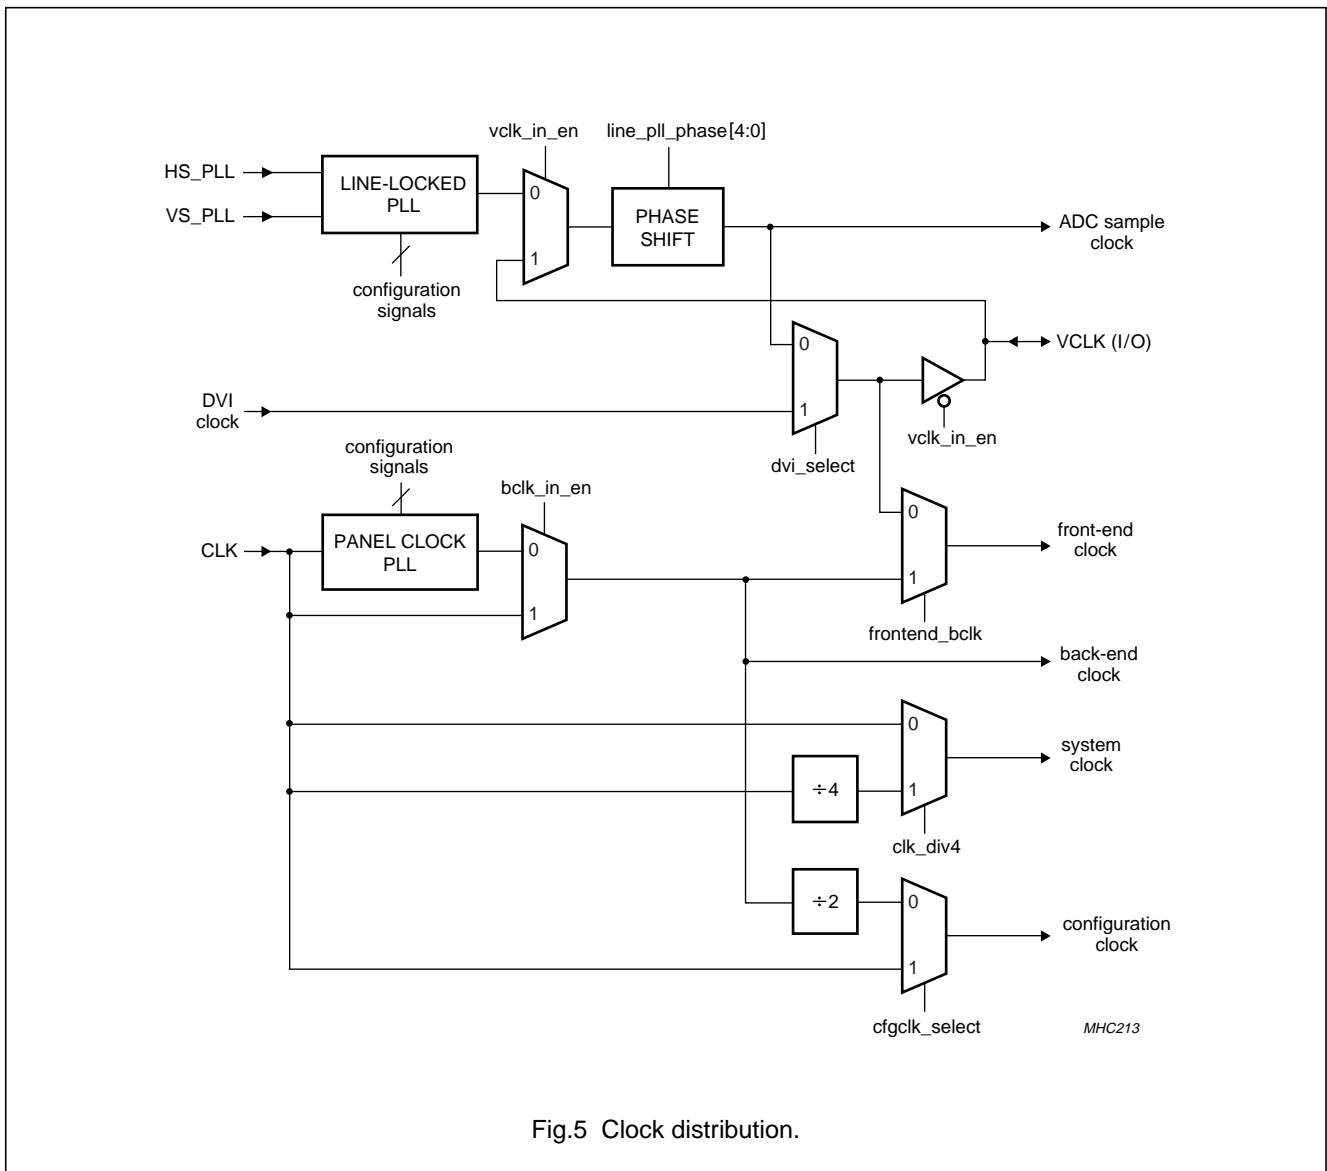 vclk_in_en
line_pll_phase[4:0]
HS_PLL
VS_PLL
LINE-LOCKED
PLL
0
1
PHASE
SHIFT
ADC sample
clock
configuration
signals
VCLK (I/O)
0
1
DVI
clock
vclk_in_en
dvi_select
configuration
signals
bclk_in_en
CLK
PANEL CLOCK
PLL
0
1
0
1
front-end
clock
frontend_bclk
back-end
clock
0
1
system
clock
÷4
clk_div4
÷2
0
1
configuration
clock
cfgclk_select
MHC213
Fig.5 Clock distribution.